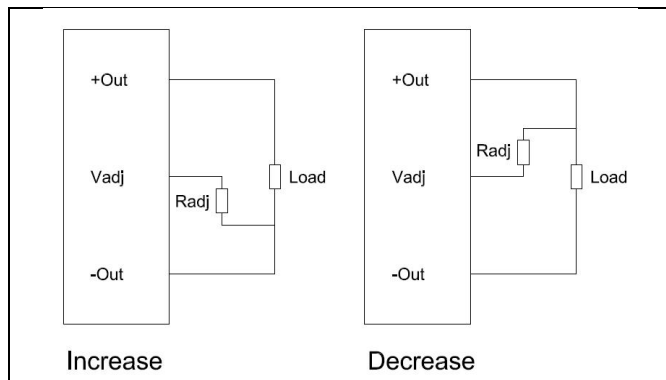 +Out
Vadj
Radj
Load
-Out
Increase
+Out
Radj
Vadj
Load
-Out
Decrease